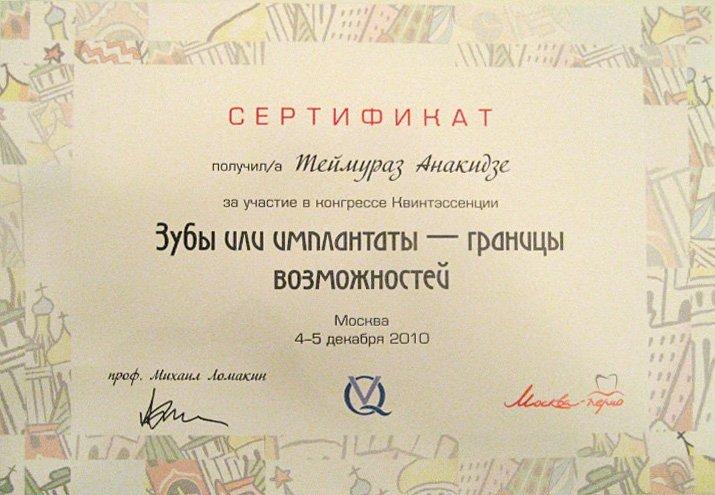 СЕРТИФИКАТ
получил/а Теймураз Анакидзе
за участие в конгрессе Квинтэссенции
Зубы или имплантаты — границы
возможностей
Москва
4–5 декабря 2010
проф. Михаил Ломакин
QV
Москва-перио